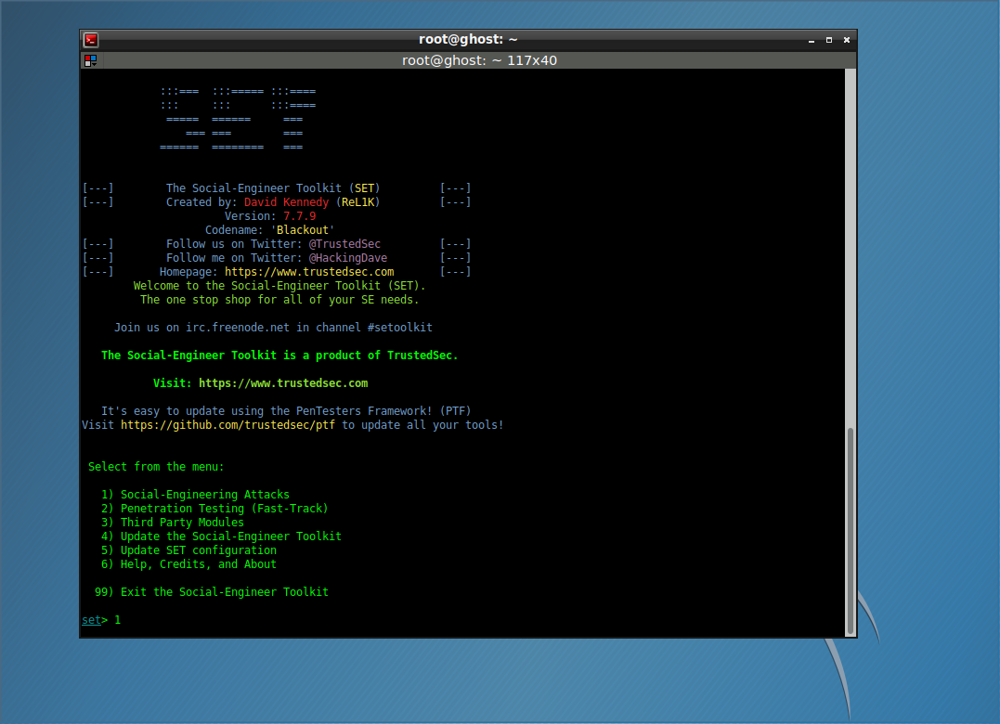 root@ghost: ~
root@ghost: ~ 117x40
:::===  :::===== :::====
:::     :::      :::====
=====  ======     ===
=== ===        ===
======  ========   ===
[---]        The Social-Engineer Toolkit (SET)         [---]
[---]        Created by: David Kennedy (ReL1K)         [---]
Version: 7.7.9
Codename: 'Blackout'
[---]        Follow us on Twitter: @TrustedSec         [---]
[---]        Follow me on Twitter: @HackingDave        [---]
[---]       Homepage: https://www.trustedsec.com       [---]
Welcome to the Social-Engineer Toolkit (SET).
The one stop shop for all of your SE needs.
Join us on irc.freenode.net in channel #setoolkit
The Social-Engineer Toolkit is a product of TrustedSec.
Visit: https://www.trustedsec.com
It's easy to update using the PenTesters Framework! (PTF)
Visit https://github.com/trustedsec/ptf to update all your tools!
Select from the menu:
1) Social-Engineering Attacks
2) Penetration Testing (Fast-Track)
3) Third Party Modules
4) Update the Social-Engineer Toolkit
5) Update SET configuration
6) Help, Credits, and About
99) Exit the Social-Engineer Toolkit
set> 1